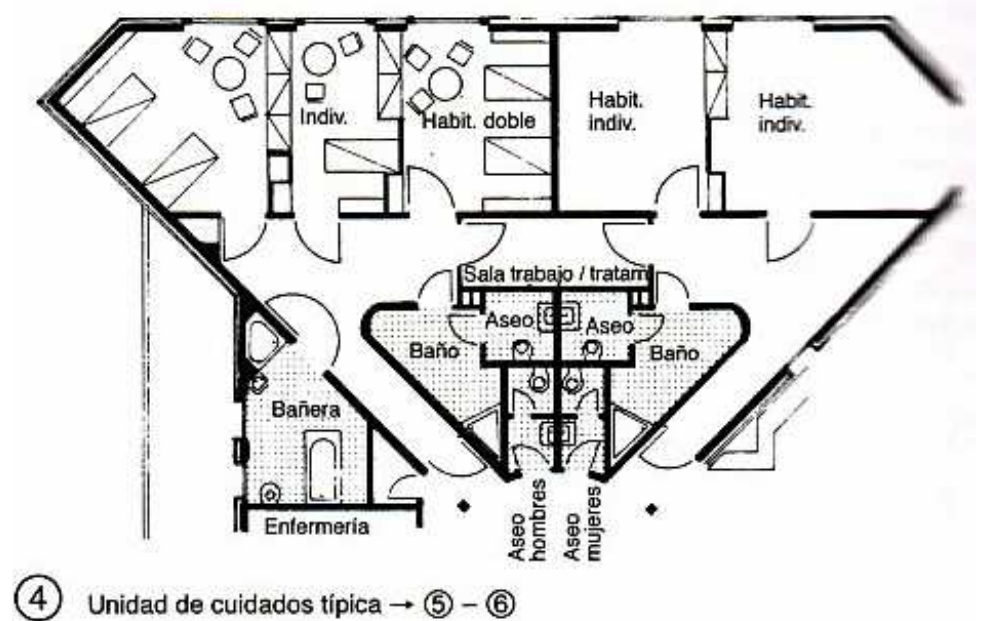 Indiv.
Habit. doble
Habit.
indiv.
Habit.
indiv.
Sala trabajo / tratam
Aseo
Aseo
Baño
Baño
Bañera
Enfermería
Aseo
hombres
Aseo
mujeres
4 Unidad de cuidados típica → 5 – 6